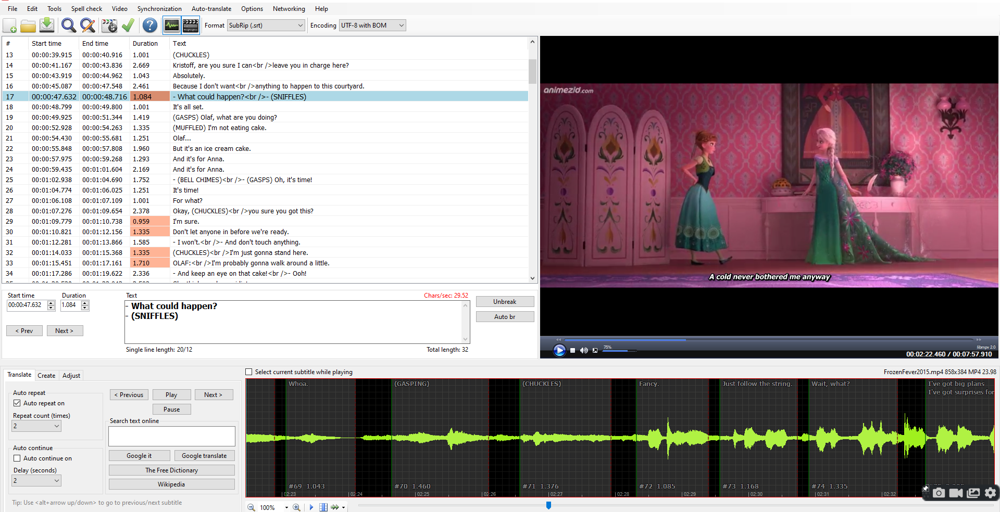 File Edit Tools Spell check Video Synchronization Auto-translate Options Networking Help
Format SubRip (.srt) Encoding UTF-8 with BOM
# Start time End time Duration Text
13 00:00:39.915 00:00:40.916 1.001 (CHUCKLES)
14 00:00:41.167 00:00:43.836 2.669 Kristoff, are you sure I can<br />leave you in charge here?
15 00:00:43.919 00:00:44.962 1.043 Absolutely.
16 00:00:45.087 00:00:47.548 2.461 Because I don't want<br />anything to happen to this courtyard.
17 00:00:47.632 00:00:48.716 1.084 - What could happen?<br />- (SNIFFLES)
18 00:00:48.799 00:00:49.800 1.001 It's all set.
19 00:00:49.925 00:00:51.344 1.419 (GASPS) Olaf, what are you doing?
20 00:00:52.928 00:00:54.263 1.335 (MUFFLED) I'm not eating cake.
21 00:00:54.430 00:00:55.681 1.251 Olaf...
22 00:00:55.848 00:00:57.808 1.960 But it's an ice cream cake.
23 00:00:57.975 00:00:59.268 1.293 And it's for Anna.
24 00:00:59.435 00:01:01.604 2.169 And it's for Anna.
25 00:01:02.938 00:01:04.690 1.752 - (BELL CHIMES)<br />- (GASPS) Oh, it's time!
26 00:01:04.774 00:01:06.025 1.251 It's time!
27 00:01:06.108 00:01:07.109 1.001 For what?
28 00:01:07.276 00:01:09.654 2.378 Okay, (CHUCKLES)<br />you sure you got this?
29 00:01:09.779 00:01:10.738 0.959 I'm sure.
30 00:01:10.821 00:01:12.156 1.335 Don't let anyone in before we're ready.
31 00:01:12.281 00:01:13.866 1.585 - I won't.<br />- And don't touch anything.
32 00:01:14.033 00:01:15.368 1.335 (CHUCKLES)<br />I'm just gonna stand here.
33 00:01:15.451 00:01:17.161 1.710 OLAF:<br />I'm probably gonna walk around a little.
34 00:01:17.286 00:01:19.622 2.336 - And keep an eye on that cake!<br />- Ooh!
animezid.com
A cold never bothered me anyway
75%
00:02:22.460 / 00:07:57.910
Start time Duration Text Chars/sec: 29.52
00:00:47.632 1.084
- What could happen?
- (SNIFFLES)
Unbreak
Auto br
< Prev Next >
Single line length: 20/12 Total length: 32
Translate Create Adjust
Select current subtitle while playing FrozenFever2015.mp4 858x384 MP4 23.98
Auto repeat
Auto repeat on
Repeat count (times)
2
Auto continue
Auto continue on
Delay (seconds)
2
< Previous Play Next >
Pause
Search text online
Google it Google translate
The Free Dictionary
Wikipedia
Tip: Use <alt+arrow up/down> to go to previous/next subtitle
Whoa. (GASPING) (CHUCKLES) Fancy. Just follow the string. Wait, what? I've got big plans
I've got surprises for
#69 1.043 #70 1.460 #71 1.376 #72 1.085 #73 1.168 #74 1.335
02:23 02:24 02:25 02:26 02:27 02:28 02:29 02:31 02:32
100%